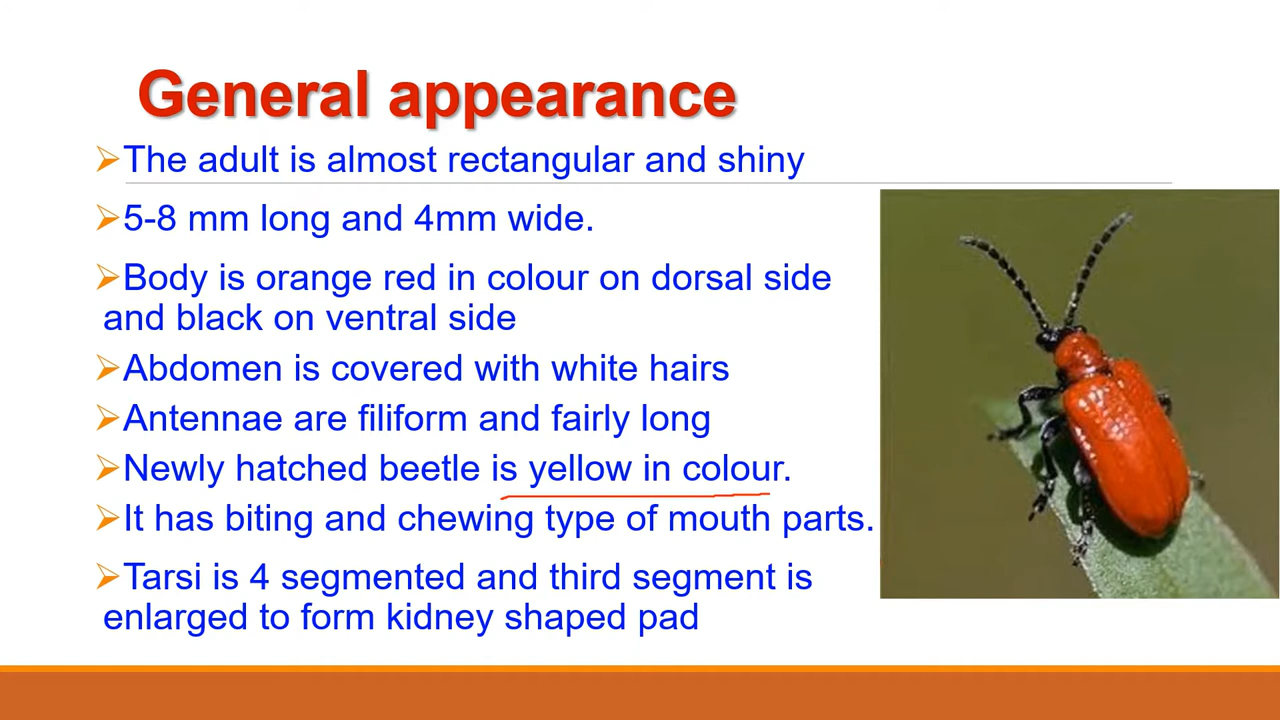 General appearance
➢The adult is almost rectangular and shiny
➢5-8 mm long and 4mm wide.
➢Body is orange red in colour on dorsal side
and black on ventral side
➢Abdomen is covered with white hairs
➢Antennae are filiform and fairly long
➢Newly hatched beetle is yellow in colour.
➢It has biting and chewing type of mouth parts.
➢Tarsi is 4 segmented and third segment is
enlarged to form kidney shaped pad